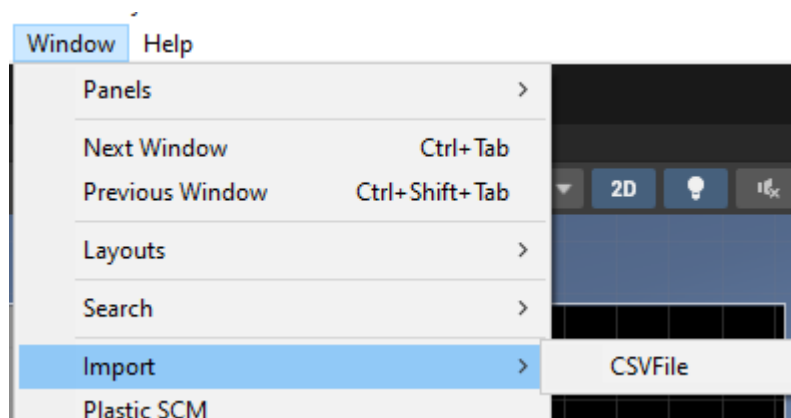 Window Help
Panels
Next Window Ctrl+Tab
Previous Window Ctrl+Shift+Tab
2D
Layouts
Search
Import CSVFile
Plastic SCM